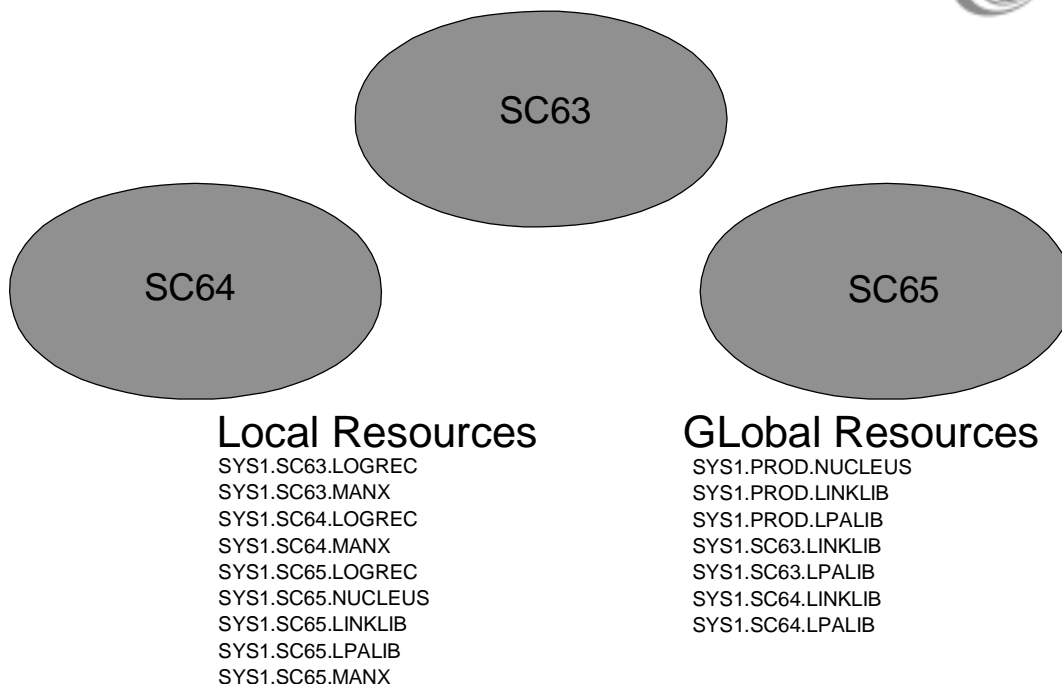 SC63
SC64
SC65
Local Resources
SYS1.SC63.LOGREC
SYS1.SC63.MANX
SYS1.SC64.LOGREC
SYS1.SC64.MANX
SYS1.SC65.LOGREC
SYS1.SC65.NUCLEUS
SYS1.SC65.LINKLIB
SYS1.SC65.LPALIB
SYS1.SC65.MANX
GLobal Resources
SYS1.PROD.NUCLEUS
SYS1.PROD.LINKLIB
SYS1.PROD.LPALIB
SYS1.SC63.LINKLIB
SYS1.SC63.LPALIB
SYS1.SC64.LINKLIB
SYS1.SC64.LPALIB